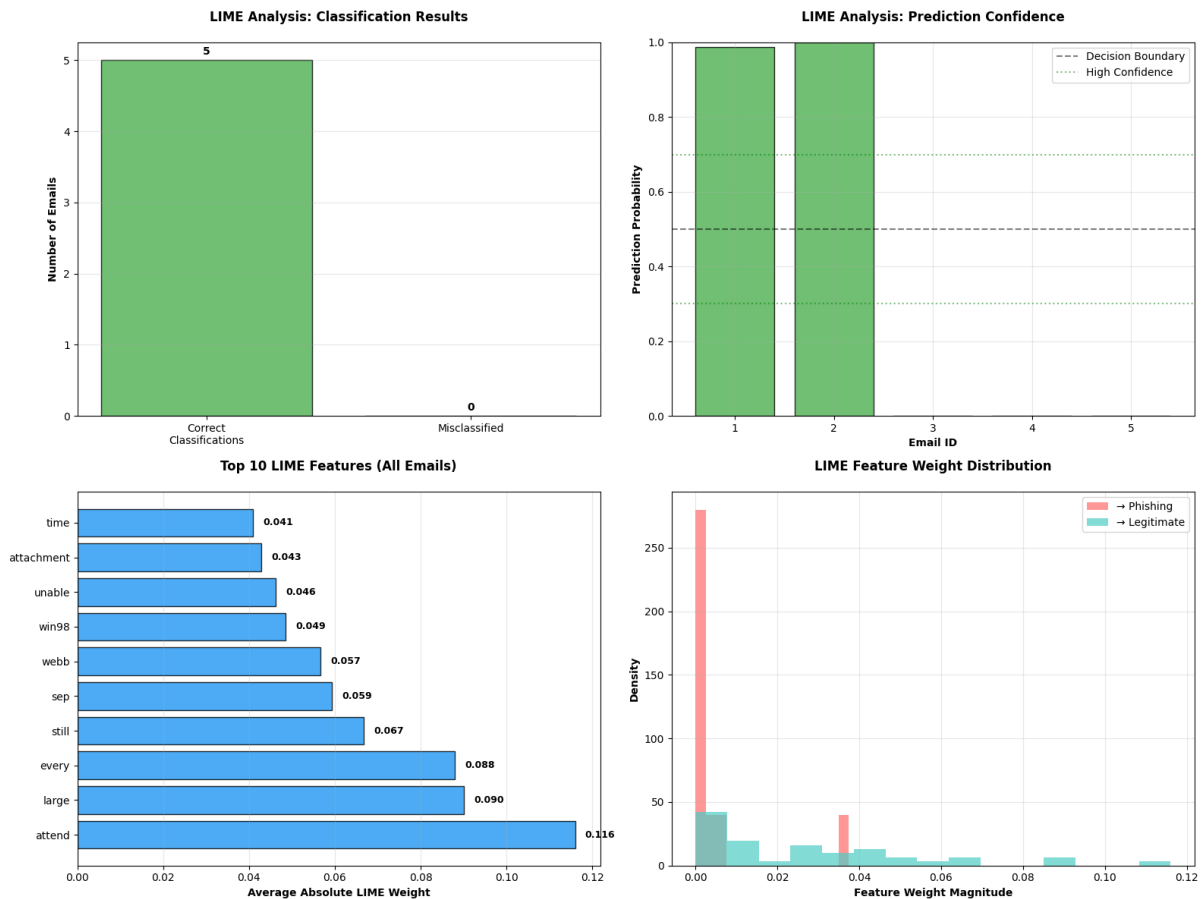 LIME Analysis: Classification Results
5
0
Number of Emails
5
4
3
2
1
0
Correct
Classifications
Misclassified
LIME Analysis: Prediction Confidence
Decision Boundary
High Confidence
Prediction Probability
1.0
0.8
0.6
0.4
0.2
0.0
1 2 3 4 5
Email ID
Top 10 LIME Features (All Emails)
time 0.041
attachment 0.043
unable 0.046
win98 0.049
webb 0.057
sep 0.059
still 0.067
every 0.088
large 0.090
attend 0.116
0.00 0.02 0.04 0.06 0.08 0.10 0.12
Average Absolute LIME Weight
LIME Feature Weight Distribution
→ Phishing
→ Legitimate
Density
250
200
150
100
50
0
0.00 0.02 0.04 0.06 0.08 0.10 0.12
Feature Weight Magnitude